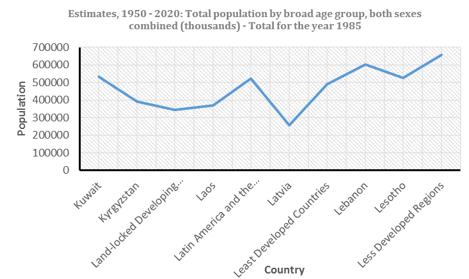 Estimates, 1950 - 2020: Total population by broad age group, both sexes
combined (thousands) - Total for the year 1985
700000
600000
500000
400000
300000
200000
100000
0
Population
Kuwait
Kyrgyzstan
Land-locked Developing...
Laos
Latin America and the...
Latvia
Least Developed Countries
Lebanon
Lesotho
Less Developed Regions
Country